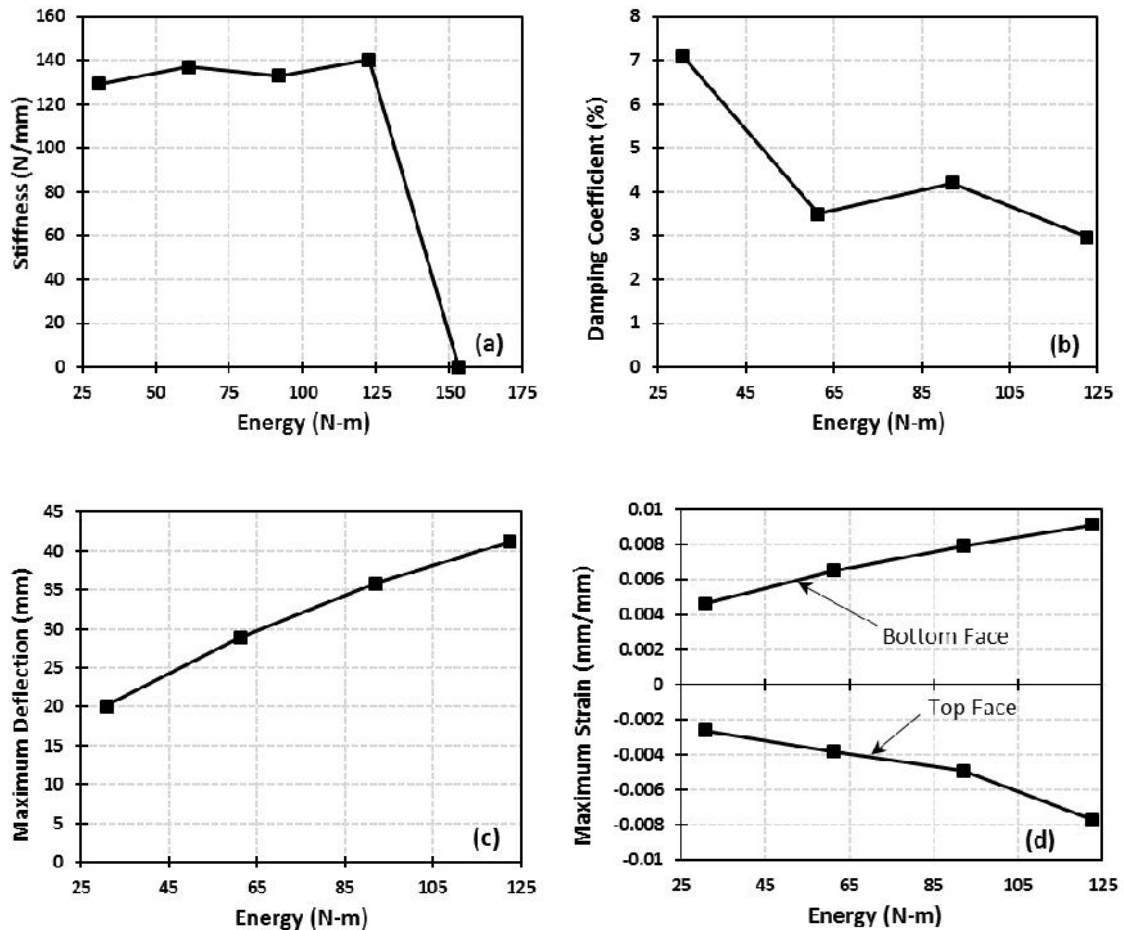 160
140
120
100
80
60
40
20
0
Stiffness (N/mm)
25 50 75 100 125 150 175
Energy (N-m)
(a)
8
7
6
5
4
3
2
1
0
Damping Coefficient (%)
25 45 65 85 105 125
Energy (N-m)
(b)
45
40
35
30
25
20
15
10
5
0
Maximum Deflection (mm)
25 45 65 85 105 125
Energy (N-m)
(c)
0.01
0.008
0.006
0.004
0.002
0
-0.002
-0.004
-0.006
-0.008
-0.01
Maximum Strain (mm/mm)
Bottom Face
Top Face
25 45 65 85 105 125
Energy (N-m)
(d)